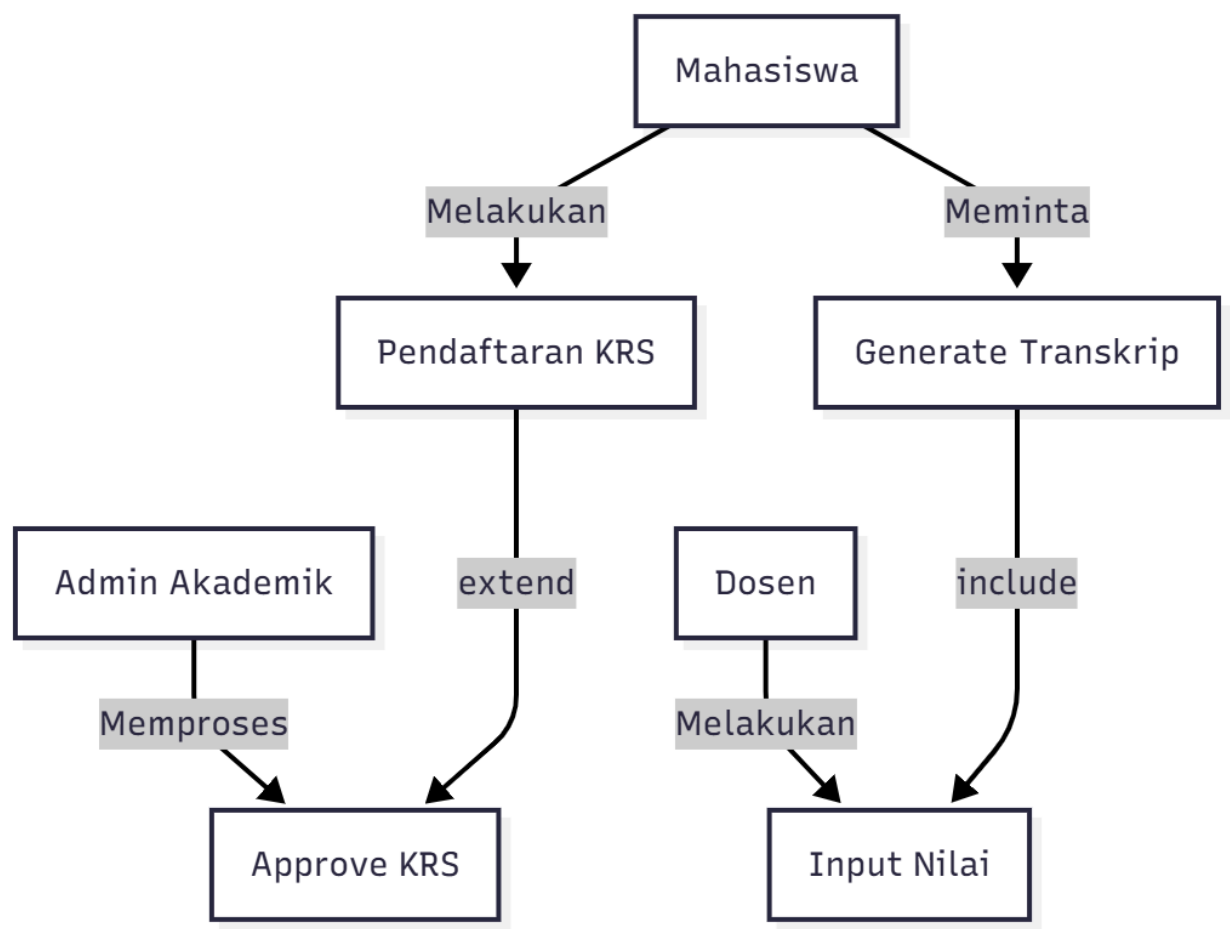 Mahasiswa
Melakukan
Meminta
Pendaftaran KRS
Generate Transkrip
Admin Akademik
extend
Dosen
include
Memproses
Melakukan
Approve KRS
Input Nilai